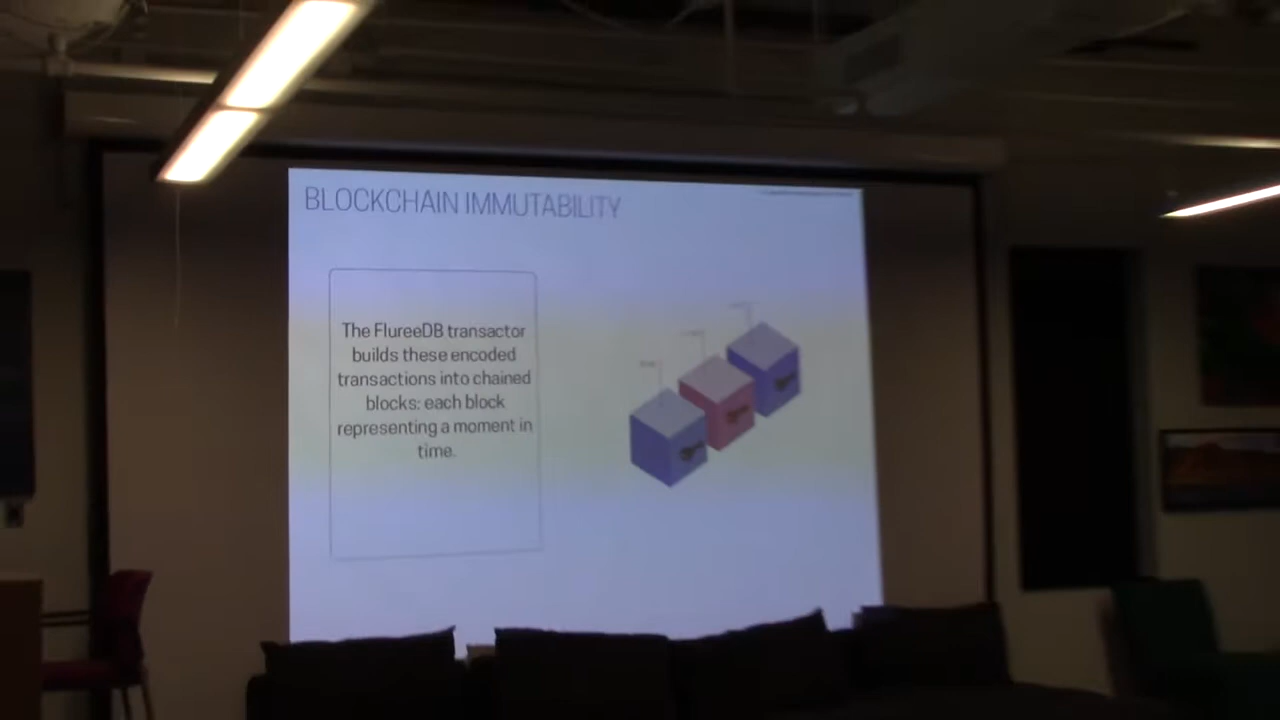 BLOCKCHAIN IMMUTABILITY
The FlureeDB transactor
builds these encoded
transactions into chained
blocks: each block
representing a moment in
time.